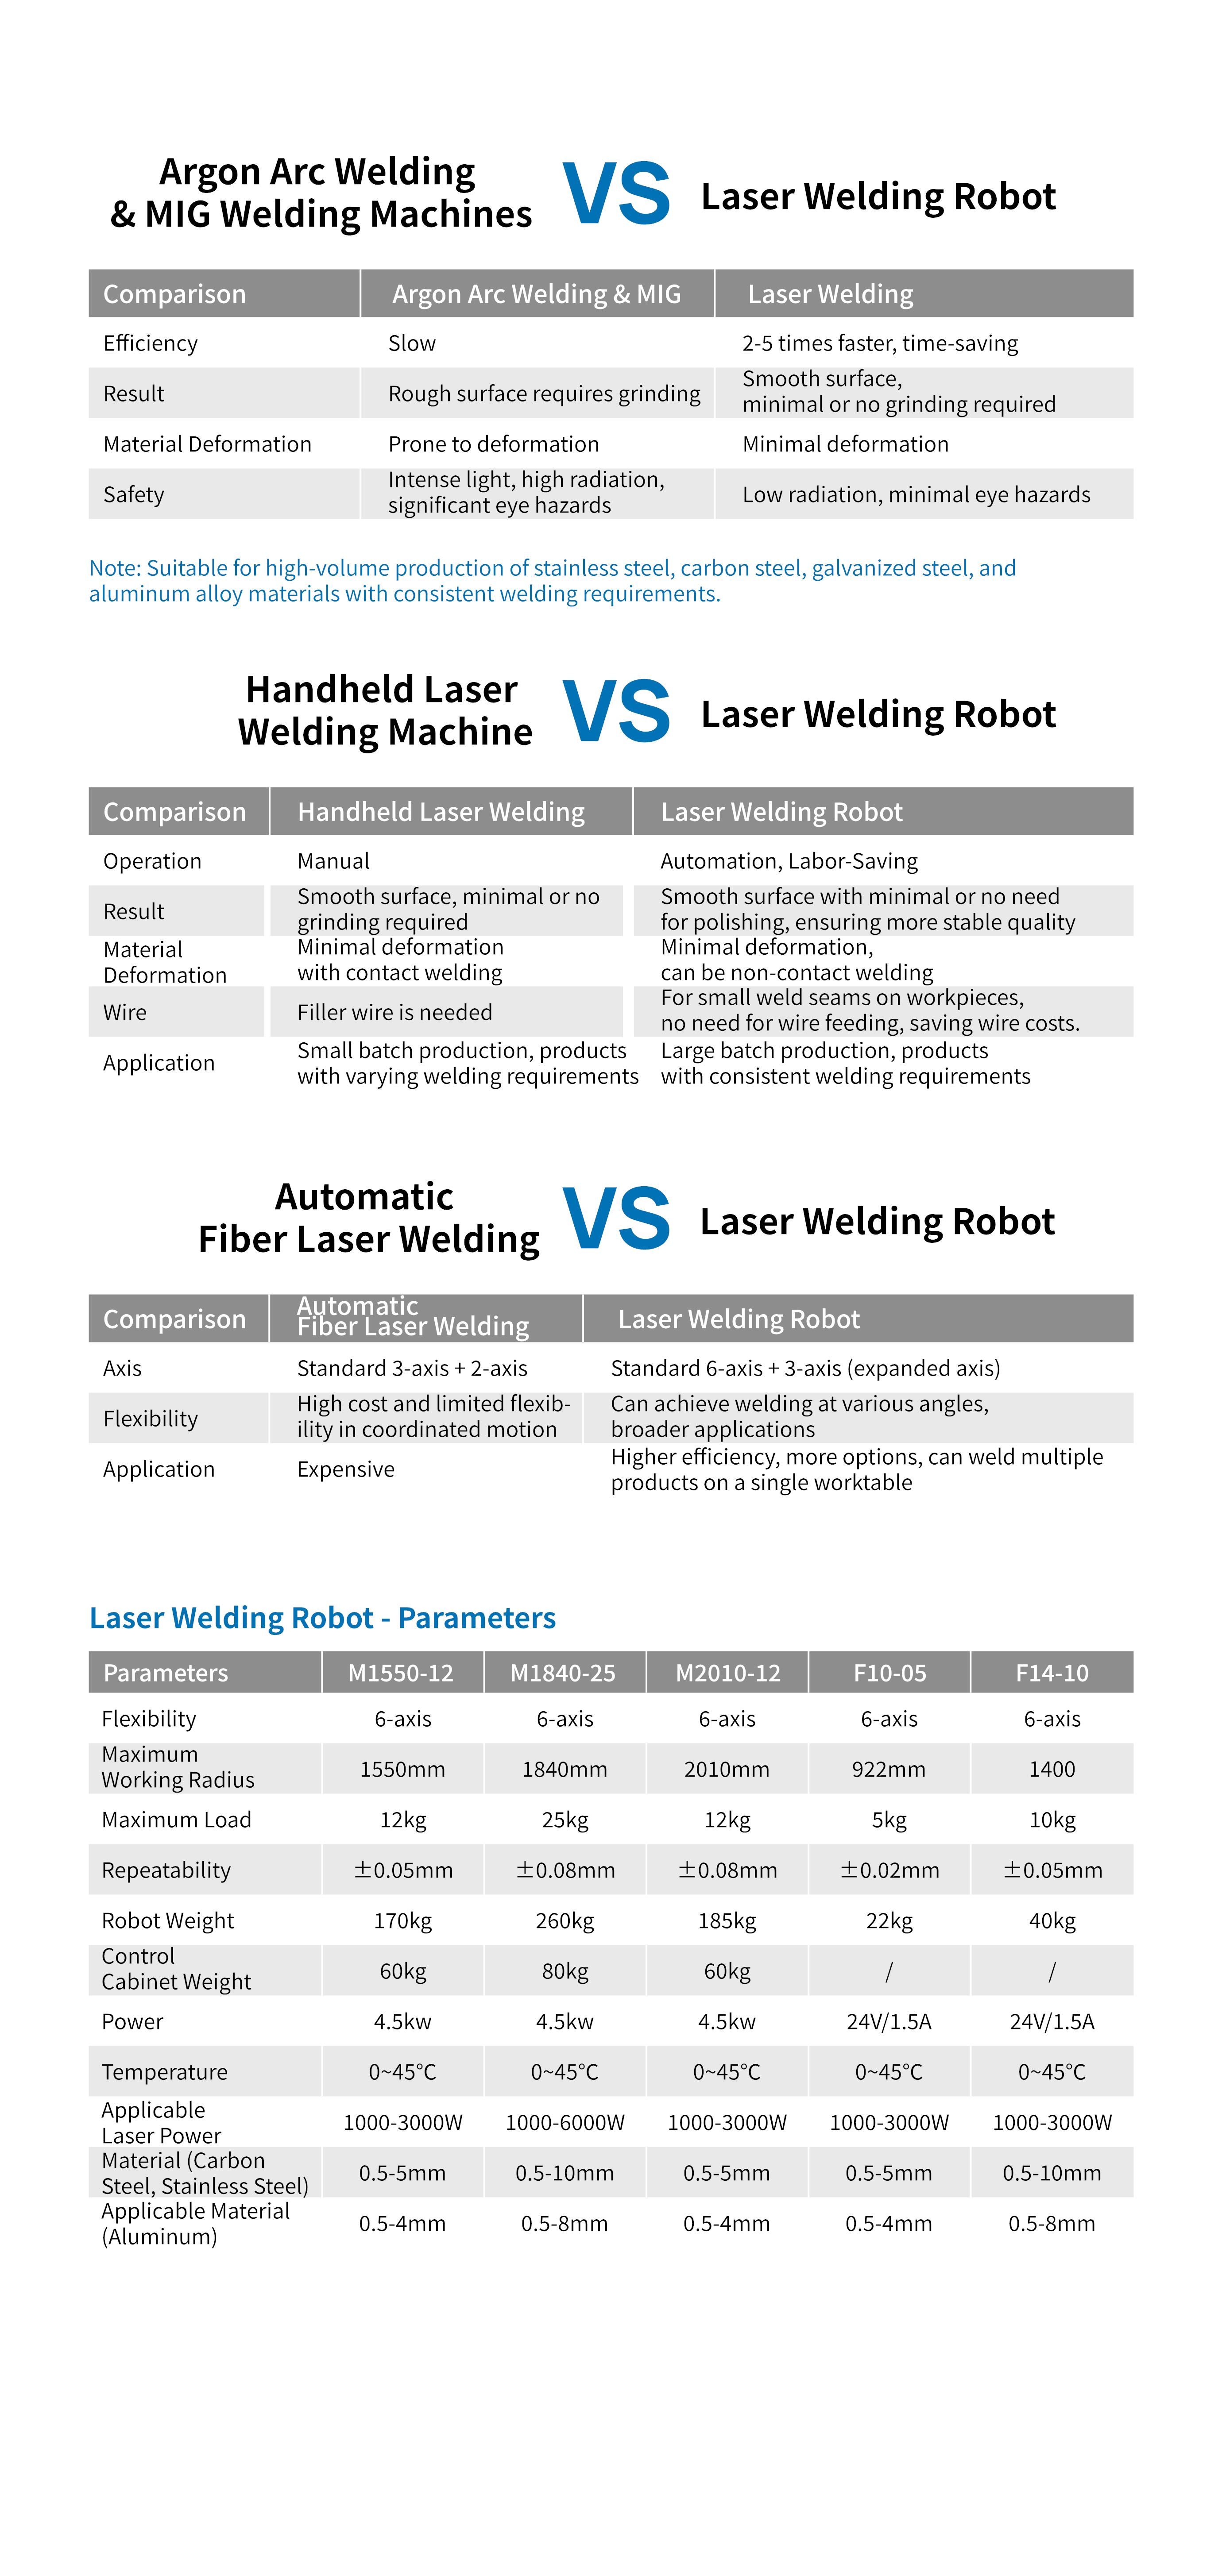 Argon Arc Welding
& MIG Welding Machines
VS
Laser Welding Robot
Comparison Argon Arc Welding & MIG Laser Welding
Efficiency Slow 2-5 times faster, time-saving
Result Rough surface requires grinding Smooth surface,
minimal or no grinding required
Material Deformation Prone to deformation Minimal deformation
Safety Intense light, high radiation,
significant eye hazards Low radiation, minimal eye hazards
Note: Suitable for high-volume production of stainless steel, carbon steel, galvanized steel, and
aluminum alloy materials with consistent welding requirements.
Handheld Laser
Welding Machine
VS
Laser Welding Robot
Comparison Handheld Laser Welding Laser Welding Robot
Operation Manual Automation, Labor-Saving
Result Smooth surface, minimal or no
grinding required
Smooth surface with minimal or no need
for polishing, ensuring more stable quality
Material
Deformation
Minimal deformation
with contact welding
Minimal deformation,
can be non-contact welding
Wire Filler wire is needed For small weld seams on workpieces,
no need for wire feeding, saving wire costs.
Application Small batch production, products
with varying welding requirements
Large batch production, products
with consistent welding requirements
Automatic
Fiber Laser Welding
VS
Laser Welding Robot
Comparison Automatic
Fiber Laser Welding Laser Welding Robot
Axis Standard 3-axis + 2-axis Standard 6-axis + 3-axis (expanded axis)
Flexibility High cost and limited flexib-
ility in coordinated motion
Can achieve welding at various angles,
broader applications
Application Expensive Higher efficiency, more options, can weld multiple
products on a single worktable
Laser Welding Robot - Parameters
Parameters M1550-12 M1840-25 M2010-12 F10-05 F14-10
Flexibility 6-axis 6-axis 6-axis 6-axis 6-axis
Maximum
Working Radius 1550mm 1840mm 2010mm 922mm 1400
Maximum Load 12kg 25kg 12kg 5kg 10kg
Repeatability ±0.05mm ±0.08mm ±0.08mm ±0.02mm ±0.05mm
Robot Weight 170kg 260kg 185kg 22kg 40kg
Control
Cabinet Weight 60kg 80kg 60kg / /
Power 4.5kw 4.5kw 4.5kw 24V/1.5A 24V/1.5A
Temperature 0~45°C 0~45°C 0~45°C 0~45°C 0~45°C
Applicable
Laser Power 1000-3000W 1000-6000W 1000-3000W 1000-3000W 1000-3000W
Material (Carbon
Steel, Stainless Steel) 0.5-5mm 0.5-10mm 0.5-5mm 0.5-5mm 0.5-10mm
Applicable Material
(Aluminum) 0.5-4mm 0.5-8mm 0.5-4mm 0.5-4mm 0.5-8mm